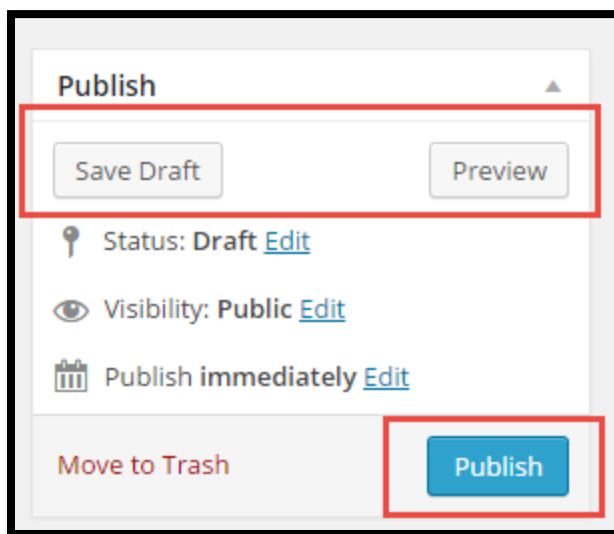 Publish
Save Draft Preview
Status: Draft Edit
Visibility: Public Edit
Publish immediately Edit
Move to Trash Publish